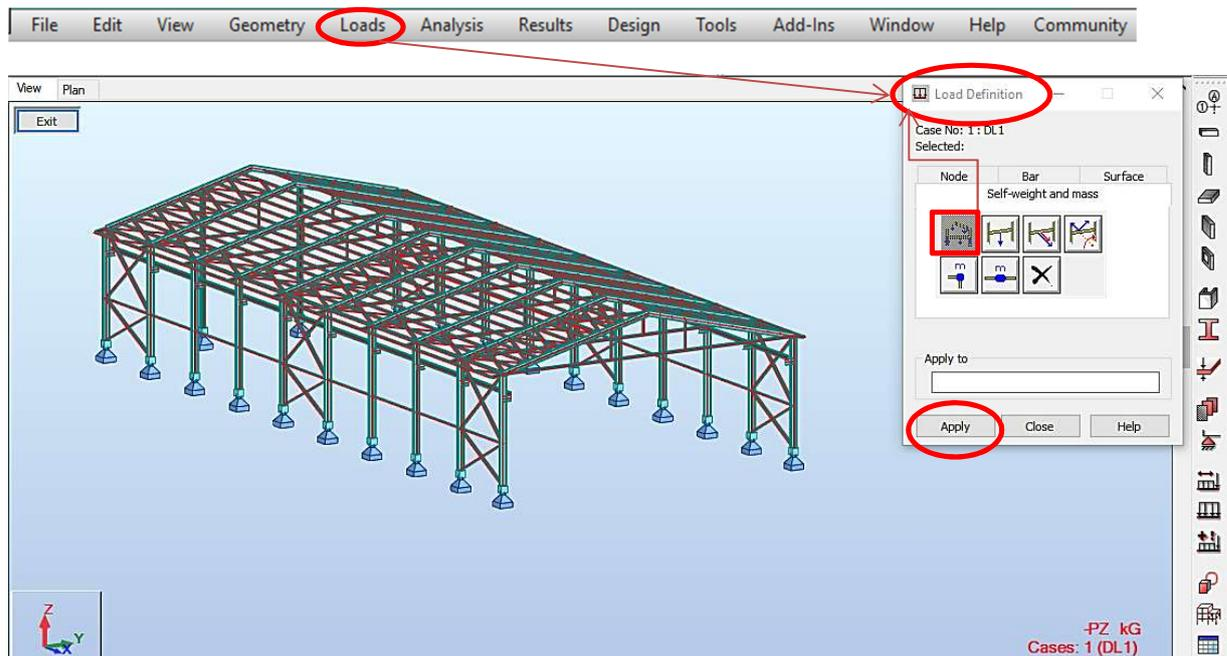 File Edit View Geometry Loads Analysis Results Design Tools Add-Ins Window Help Community
View Plan
Exit
Load Definition
Case No: 1 : DL1
Selected:
Node Bar Surface
Self-weight and mass
m m
Apply to
Apply Close Help
Z
Y
X
-PZ kG
Cases: 1 (DL1)